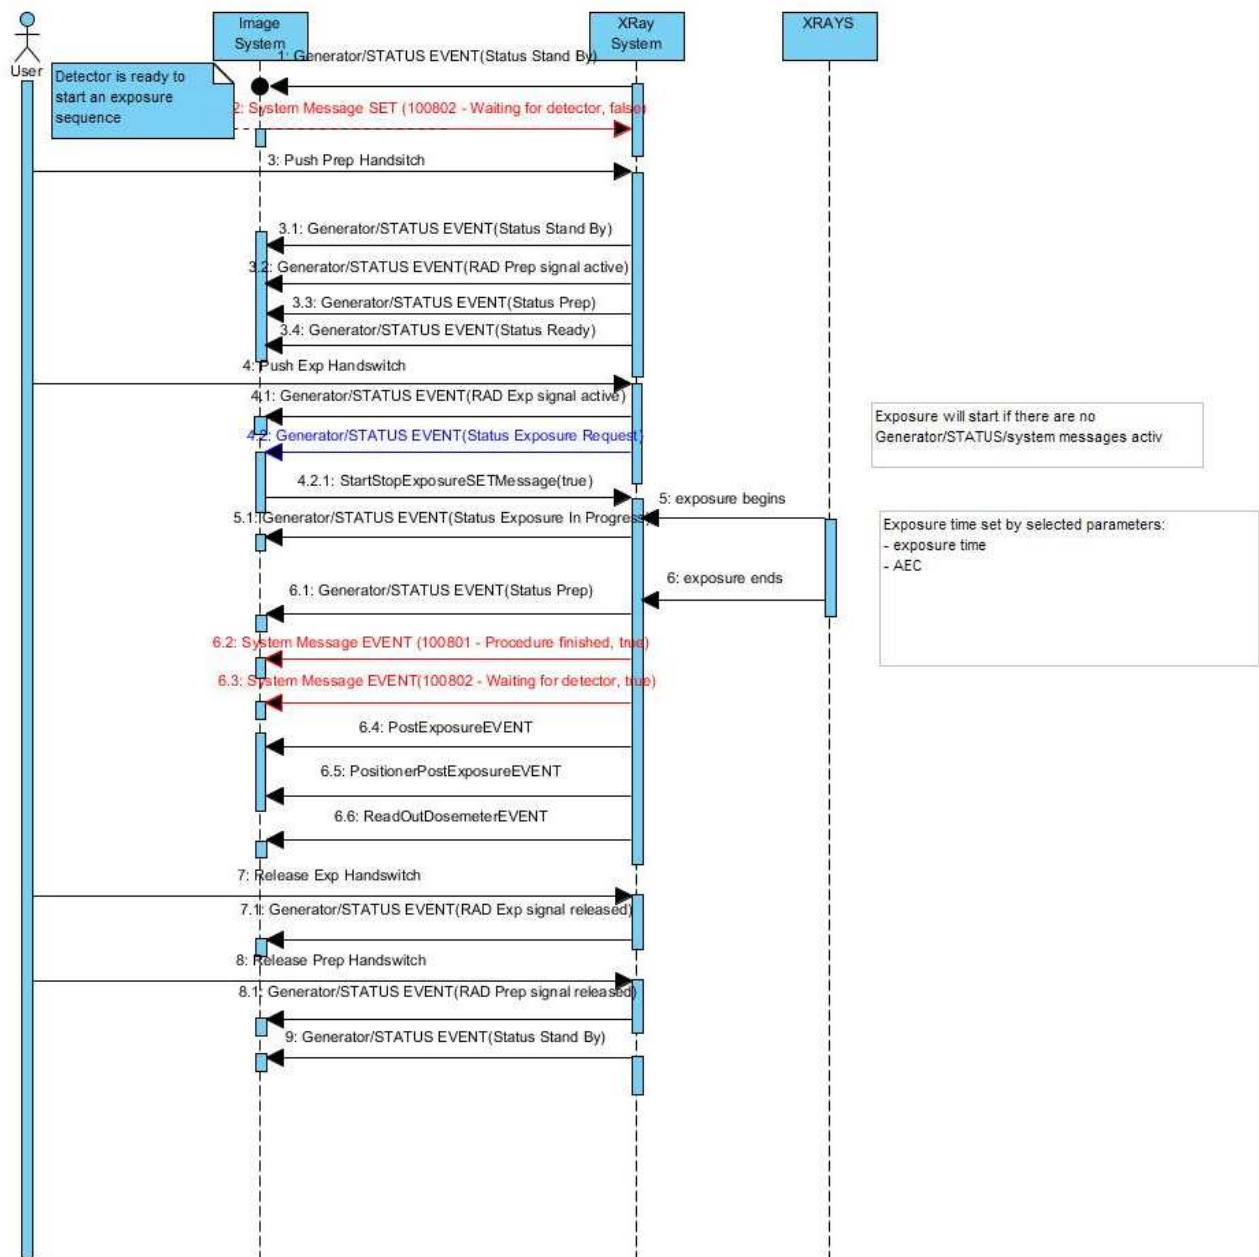 Image
System
XRay
System
XRAYS
User
1: Generator/STATUS EVENT(Status Stand By)
Detector is ready to
start an exposure
sequence
2: System Message SET (100802 - Waiting for detector, false)
3: Push Prep Handsitch
3.1: Generator/STATUS EVENT(Status Stand By)
3.2: Generator/STATUS EVENT(RAD Prep signal active)
3.3: Generator/STATUS EVENT(Status Prep)
3.4: Generator/STATUS EVENT(Status Ready)
4: Push Exp Handswitch
4.1: Generator/STATUS EVENT(RAD Exp signal active)
Exposure will start if there are no
Generator/STATUS/system messages activ
4.2: Generator/STATUS EVENT(Status Exposure Request)
4.2.1: StartStopExposureSETMessage(true)
5: exposure begins
5.1: Generator/STATUS EVENT(Status Exposure In Progress)
Exposure time set by selected parameters:
- exposure time
- AEC
6: exposure ends
6.1: Generator/STATUS EVENT(Status Prep)
6.2: System Message EVENT (100801 - Procedure finished, true)
6.3: System Message EVENT(100802 - Waiting for detector, true)
6.4: PostExposureEVENT
6.5: PositionerPostExposureEVENT
6.6: ReadOutDosemeterEVENT
7: Release Exp Handswitch
7.1: Generator/STATUS EVENT(RAD Exp signal released)
8: Release Prep Handswitch
8.1: Generator/STATUS EVENT(RAD Prep signal released)
9: Generator/STATUS EVENT(Status Stand By)